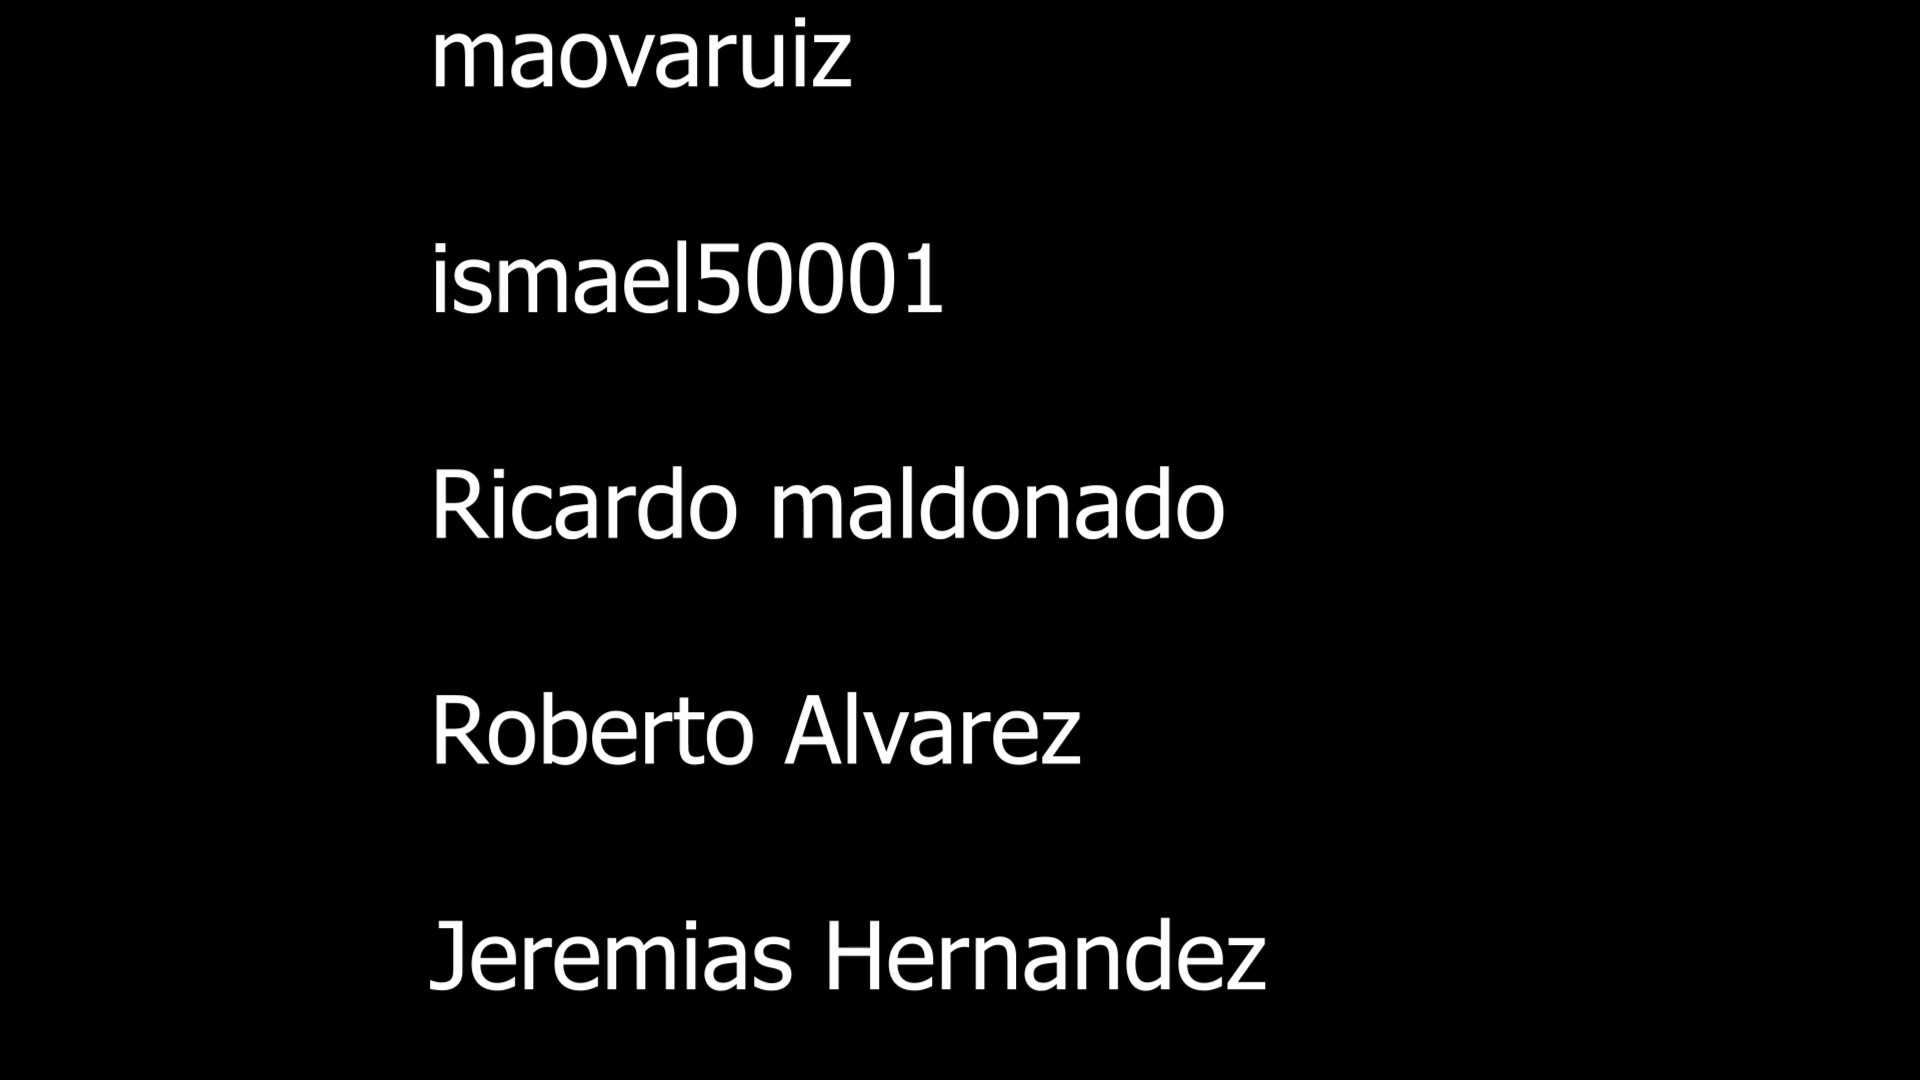 maovaruiz
ismael50001
Ricardo maldonado
Roberto Alvarez
Jeremias Hernandez